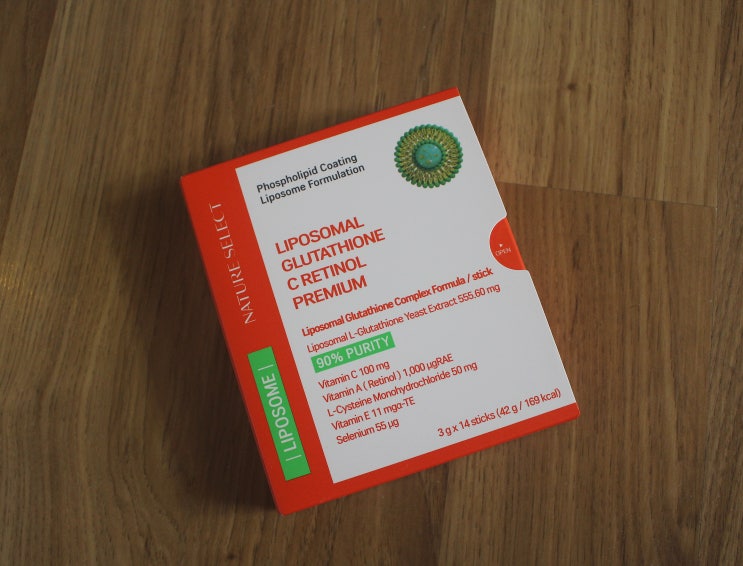 Phospholipid Coating
Liposome Formulation
NATURE SELECT
LIPOSOMAL
GLUTATHIONE
C RETINOL
PREMIUM
OPEN
Liposomal Glutathione Complex Formula / stick
Liposomal L-Glutathione Yeast Extract 555.60 mg
90% PURITY
Vitamin C 100 mg
Vitamin A ( Retinol ) 1,000 µgRAE
L-Cysteine Monohydrochloride 50 mg
Vitamin E 11 mgα-TE
Selenium 55 µg
| LIPOSOME |
3 g x 14 sticks (42 g / 169 kcal)